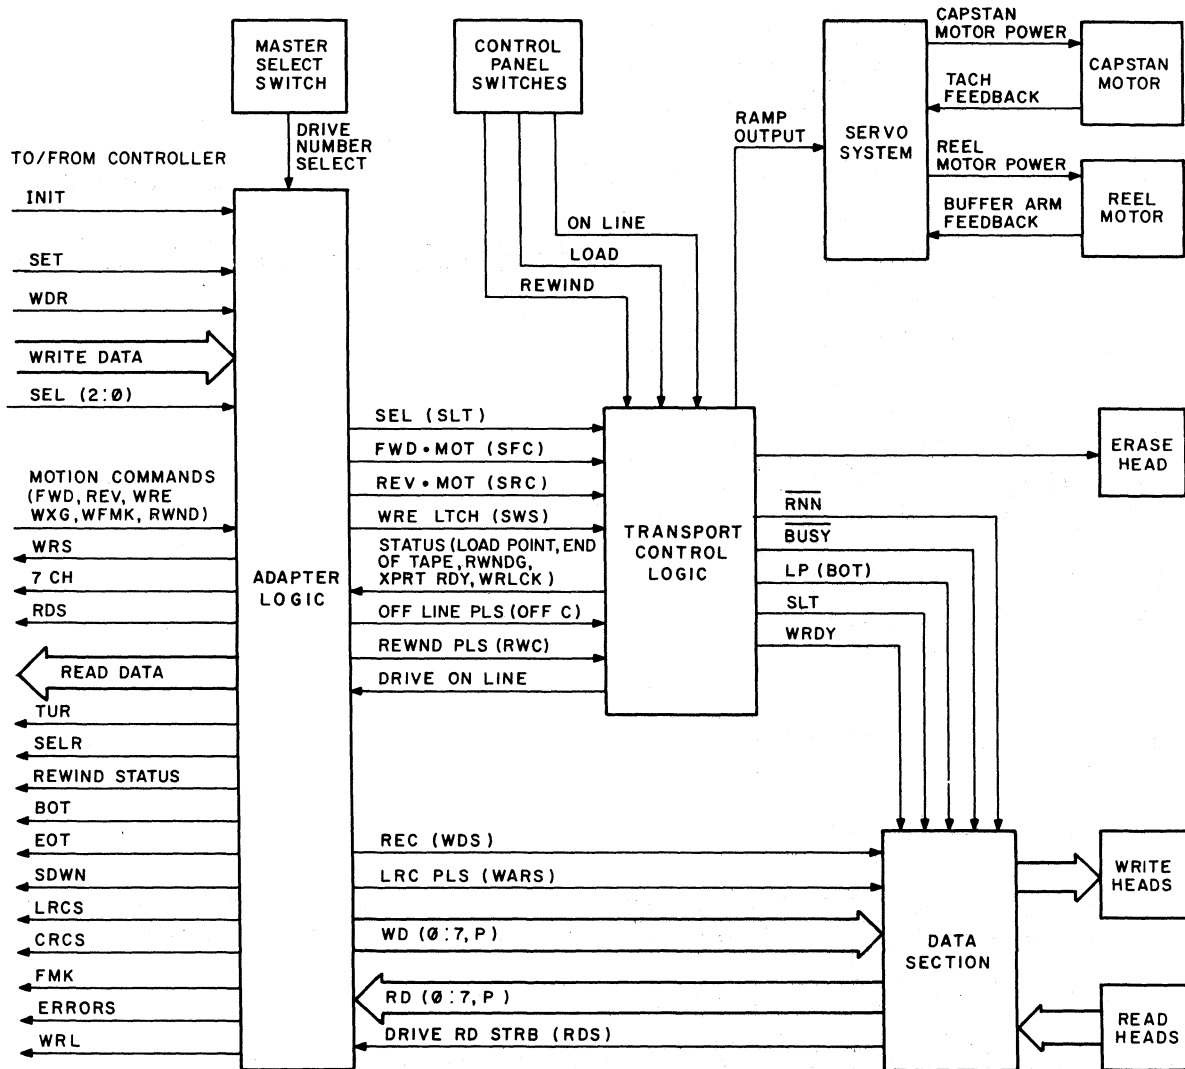 MASTER
SELECT
SWITCH
CONTROL
PANEL
SWITCHES
CAPSTAN
MOTOR POWER
CAPSTAN
MOTOR
TACH
FEEDBACK
SERVO
SYSTEM
REEL
MOTOR POWER
REEL
MOTOR
BUFFER ARM
FEEDBACK
RAMP
OUTPUT
DRIVE
NUMBER
SELECT
TO/FROM CONTROLLER
INIT
SET
WDR
WRITE DATA
SEL (2:0)
MOTION COMMANDS
(FWD, REV, WRE
WXG, WFMK, RWND)
WRS
7 CH
RDS
READ DATA
TUR
SELR
REWIND STATUS
BOT
EOT
SDWN
LRCS
CRCS
FMK
ERRORS
WRL
ADAPTER
LOGIC
ON LINE
LOAD
REWIND
SEL (SLT)
FWD•MOT (SFC)
REV•MOT (SRC)
WRE LTCH (SWS)
STATUS (LOAD POINT, END
OF TAPE, RWNDG,
XPRT RDY, WRLCK)
OFF LINE PLS (OFF C)
REWND PLS (RWC)
DRIVE ON LINE
TRANSPORT
CONTROL
LOGIC
ERASE
HEAD
RNN
BUSY
LP (BOT)
SLT
WRDY
REC (WDS)
LRC PLS (WARS)
WD (0:7, P)
RD (0:7, P)
DRIVE RD STRB (RDS)
DATA
SECTION
WRITE
HEADS
READ
HEADS